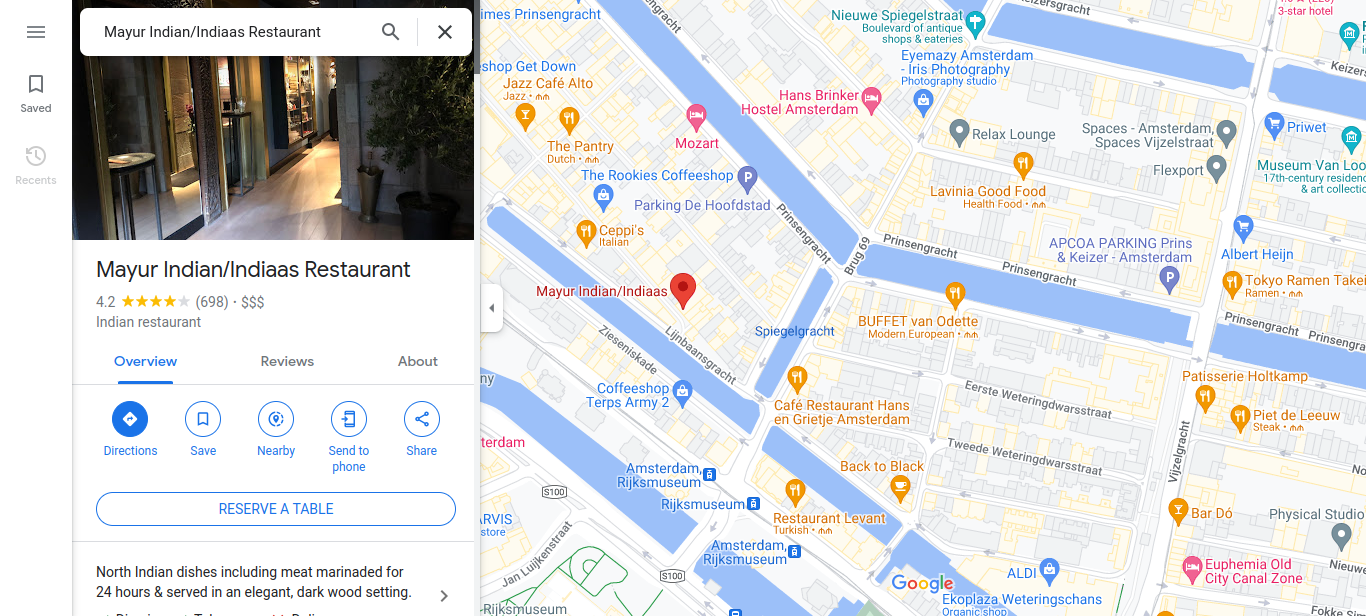 Mayur Indian/Indiaas Restaurant
Saved
Recents
Mayur Indian/Indiaas Restaurant
4.2 (698) · $$$
Indian restaurant
Overview
Reviews
About
Directions
Save
Nearby
Send to
phone
Share
RESERVE A TABLE
North Indian dishes including meat marinaded for
24 hours & served in an elegant, dark wood setting.
imes Prinsengracht
Prinsengracht
Nieuwe Spiegelstraat
Boulevard of antique
shops & eateries
Keizersgracht
3-star hotel
eshop Get Down
Jazz Café Alto
Jazz
Eyemazy Amsterdam
- Iris Photography
Photography studio
Hans Brinker
Hostel Amsterdam
Mozart
The Pantry
Dutch
Relax Lounge
Spaces - Amsterdam,
Spaces Vijzelstraat
Priwet
Flexport
Museum Van Loo
17th-century residenc
& art collectio
The Rookies Coffeeshop
Parking De Hoofdstad
Lavinia Good Food
Health Food
Ceppi's
Italian
Prinsengracht
Brug 69
Prinsengracht
APCOA PARKING Prins
& Keizer - Amsterdam
Albert Heijn
Prinsengracht
Tokyo Ramen Takei
Ramen
Mayur Indian/Indiaas
BUFFET van Odette
Modern European
Prinsengracht
Spiegelgracht
Lijnbaansgracht
Zieseniskade
ny
Coffeeshop
Terps Army 2
Café Restaurant Hans
en Grietje Amsterdam
Eerste Weteringdwarsstraat
Patisserie Holtkamp
Piet de Leeuw
Steak
terdam
Tweede Weteringdwarsstraat
Vijzelgracht
Amsterdam,
Rijksmuseum
Rijksmuseum
Back to Black
S100
Restaurant Levant
Turkish
Bar Dó
Physical Studio
ARVIS
store
Jan Luijkenstraat
Amsterdam,
Rijksmuseum
S100
ALDI
Euphemia Old
City Canal Zone
Google
Ekoplaza Weteringschans
Organic shop
Rijksmuseum
Fokke Sim